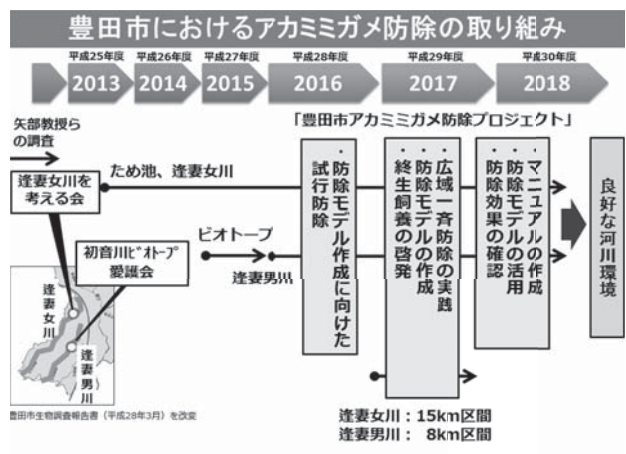 豊田市におけるアカミミガメ防除の取り組み
平成25年度
平成26年度
平成27年度
平成28年度
平成29年度
平成30年度
2013
2014
2015
2016
2017
2018
矢部教授ら
の調査
「豊田市アカミミガメ防除プロジェクト」
逢妻女川を
考える会
ため池、逢妻女川
初音川ビオトープ
愛護会
ビオトープ
逢妻男川
・防除モデル作成に向けた
試行防除
・広域一斉防除の実践
・防除モデルの作成
・終生飼養の啓発
・マニュアルの作成
・防除モデルの活用
・防除効果の確認
良好な河川環境
逢妻女川
逢妻男川
豊田市生物調査報告書（平成28年3月）を改変
逢妻女川：15km区間
逢妻男川： 8km区間